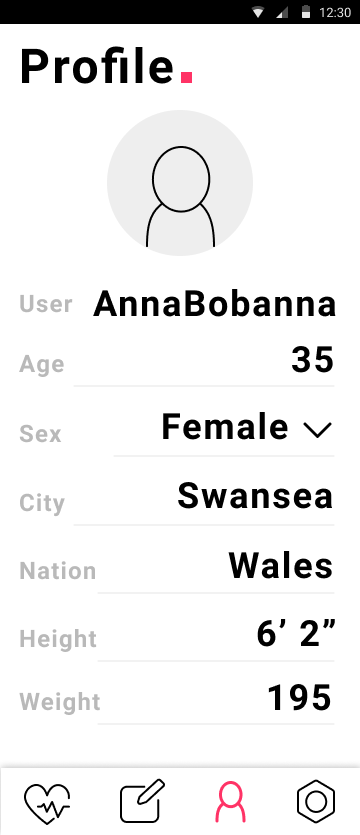 12:30
Profile.
User AnnaBobanna
Age 35
Sex Female
City Swansea
Nation Wales
Height 6’ 2”
Weight 195